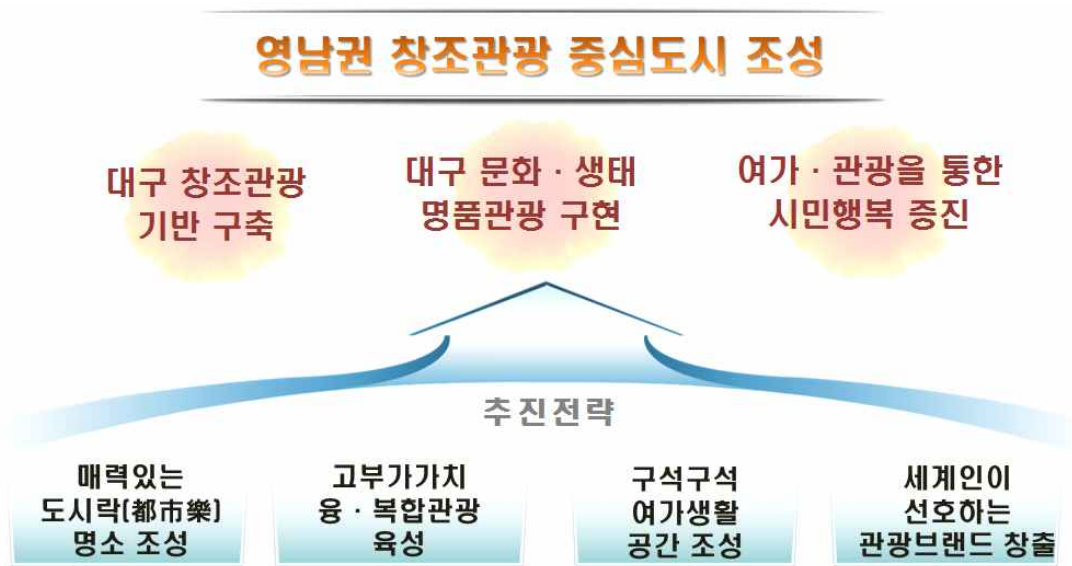 영남권 창조관광 중심도시 조성
대구 창조관광
기반 구축
대구 문화 · 생태
명품관광 구현
여가 · 관광을 통한
시민행복 증진
추진전략
매력있는
도시락(都市樂)
명소 조성
고부가가치
융 · 복합관광
육성
구석구석
여가생활
공간 조성
세계인이
선호하는
관광브랜드 창출